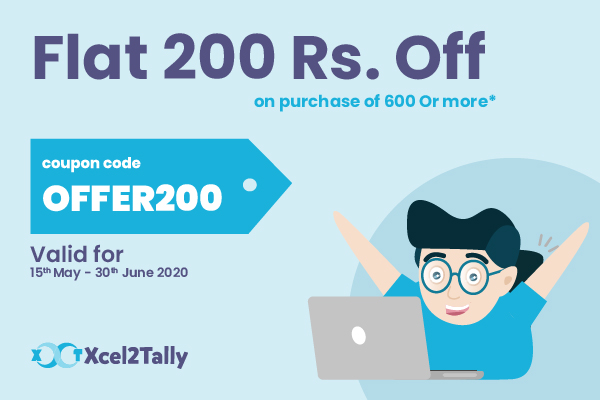 Flat 200 Rs. Off
on purchase of 600 Or more*
coupon code
OFFER200
Valid for
15th May - 30th June 2020
Xcel2Tally